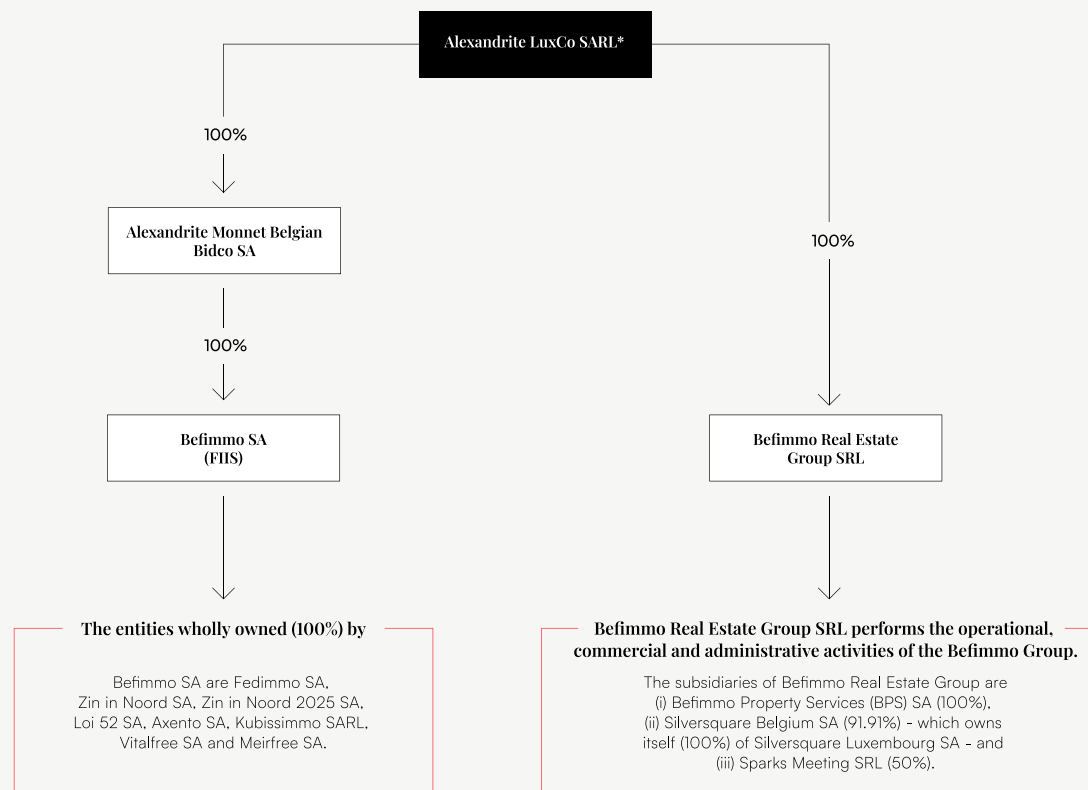 Alexandrite LuxCo SARL*
100%
Alexandrite Monnet Belgian
Bidco SA
100%
100%
Befimmo SA
(FIIS)
Befimmo Real Estate
Group SRL
The entities wholly owned (100%) by
Befimmo SA are Fedimmo SA,
Zin in Noord SA, Zin in Noord 2025 SA,
Loi 52 SA, Axento SA, Kubissimmo SARL,
Vitalfree SA and Meirfree SA.
Befimmo Real Estate Group SRL performs the operational,
commercial and administrative activities of the Befimmo Group.
The subsidiaries of Befimmo Real Estate Group are
(i) Befimmo Property Services (BPS) SA (100%),
(ii) Silversquare Belgium SA (91.91%) - which owns
itself (100%) of Silversquare Luxembourg SA - and
(iii) Sparks Meeting SRL (50%).